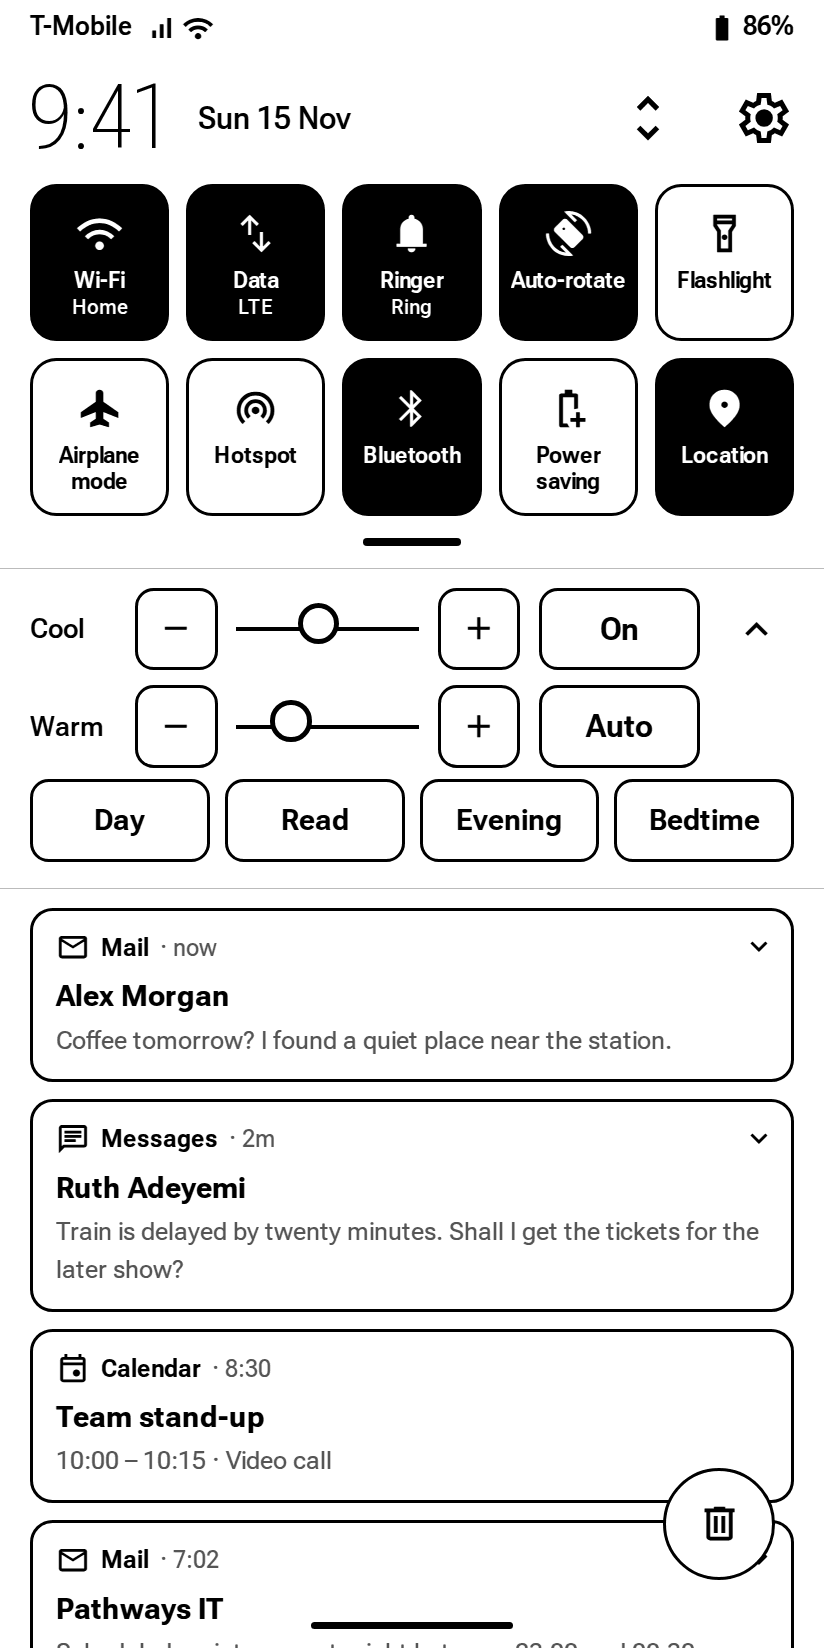 T-Mobile 86%
9:41 Sun 15 Nov
Wi-Fi
Home
Data
LTE
Ringer
Ring
Auto-rotate
Flashlight
Airplane
mode
Hotspot
Bluetooth
Power
saving
Location
Cool On
Warm Auto
Day Read Evening Bedtime
Mail · now
Alex Morgan
Coffee tomorrow? I found a quiet place near the station.
Messages · 2m
Ruth Adeyemi
Train is delayed by twenty minutes. Shall I get the tickets for the
later show?
Calendar · 8:30
Team stand-up
10:00 – 10:15 · Video call
Mail · 7:02
Pathways IT